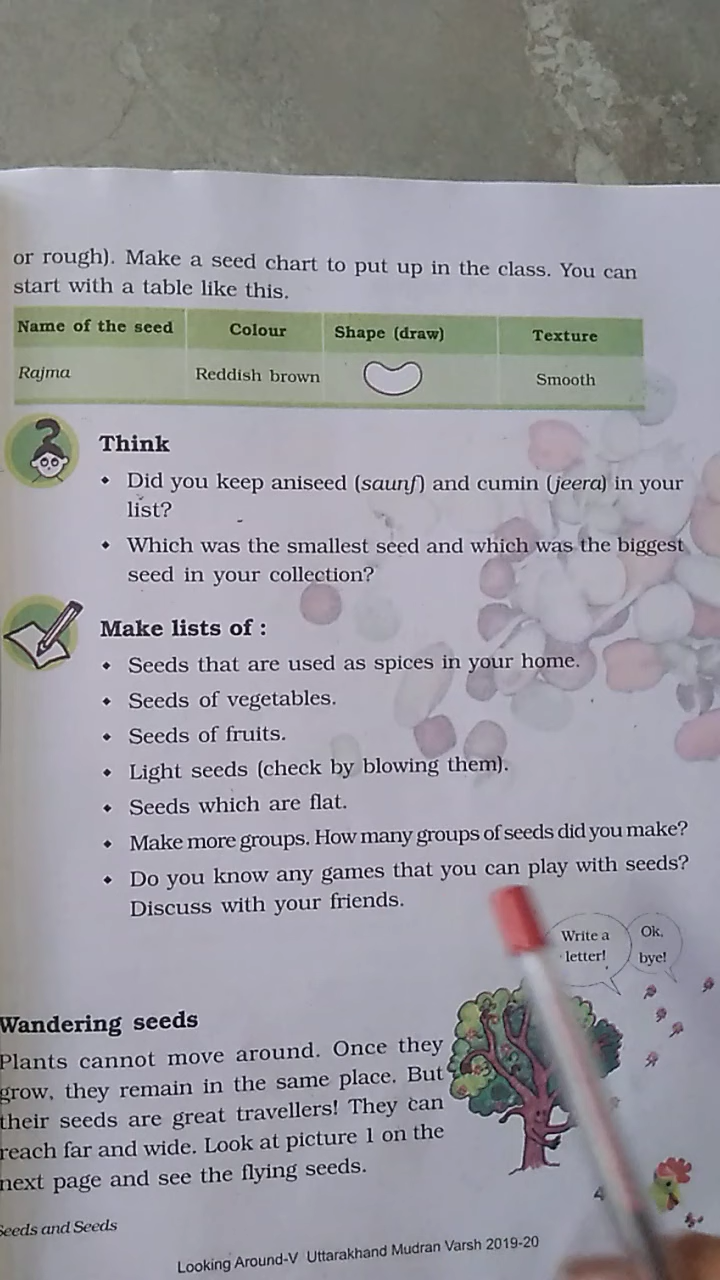 or rough). Make a seed chart to put up in the class. You can
start with a table like this.
Name of the seed Colour Shape (draw) Texture
Rajma Reddish brown Smooth
Think
• Did you keep aniseed (saunf) and cumin (jeera) in your
list?
• Which was the smallest seed and which was the biggest
seed in your collection?
Make lists of :
• Seeds that are used as spices in your home.
• Seeds of vegetables.
• Seeds of fruits.
• Light seeds (check by blowing them).
• Seeds which are flat.
• Make more groups. How many groups of seeds did you make?
• Do you know any games that you can play with seeds?
Discuss with your friends.
Write a
letter!
Ok,
bye!
Wandering seeds
Plants cannot move around. Once they
grow, they remain in the same place. But
their seeds are great travellers! They can
reach far and wide. Look at picture 1 on the
next page and see the flying seeds.
Seeds and Seeds
Looking Around-V Uttarakhand Mudran Varsh 2019-20